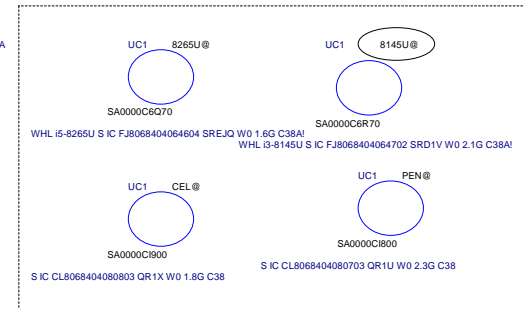 A
UC1 8265U@
SA0000C6Q70
WHL i5-8265U S IC FJ8068404064604 SREJQ W0 1.6G C38A!
UC1 8145U@
SA0000C6R70
WHL i3-8145U S IC FJ8068404064702 SRD1V W0 2.1G C38A!
UC1 CEL@
SA0000CI900
S IC CL8068404080803 QR1X W0 1.8G C38
UC1 PEN@
SA0000CI800
S IC CL8068404080703 QR1U W0 2.3G C38